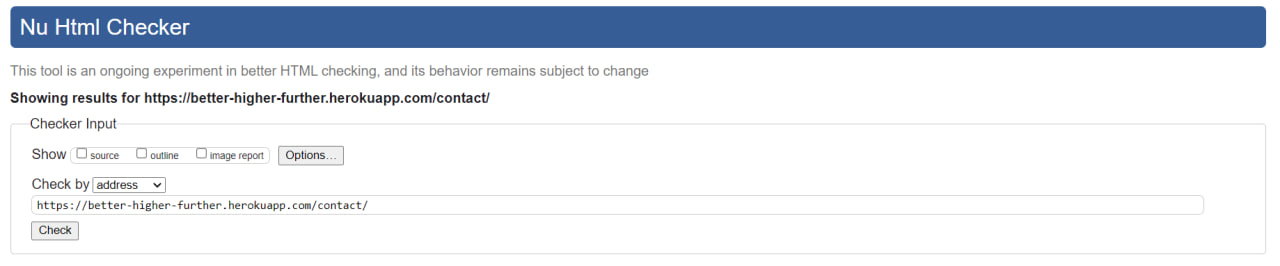 Nu Html Checker
This tool is an ongoing experiment in better HTML checking, and its behavior remains subject to change
Showing results for https://better-higher-further.herokuapp.com/contact/
Checker Input
Show source outline image report Options...
Check by address
https://better-higher-further.herokuapp.com/contact/
Check